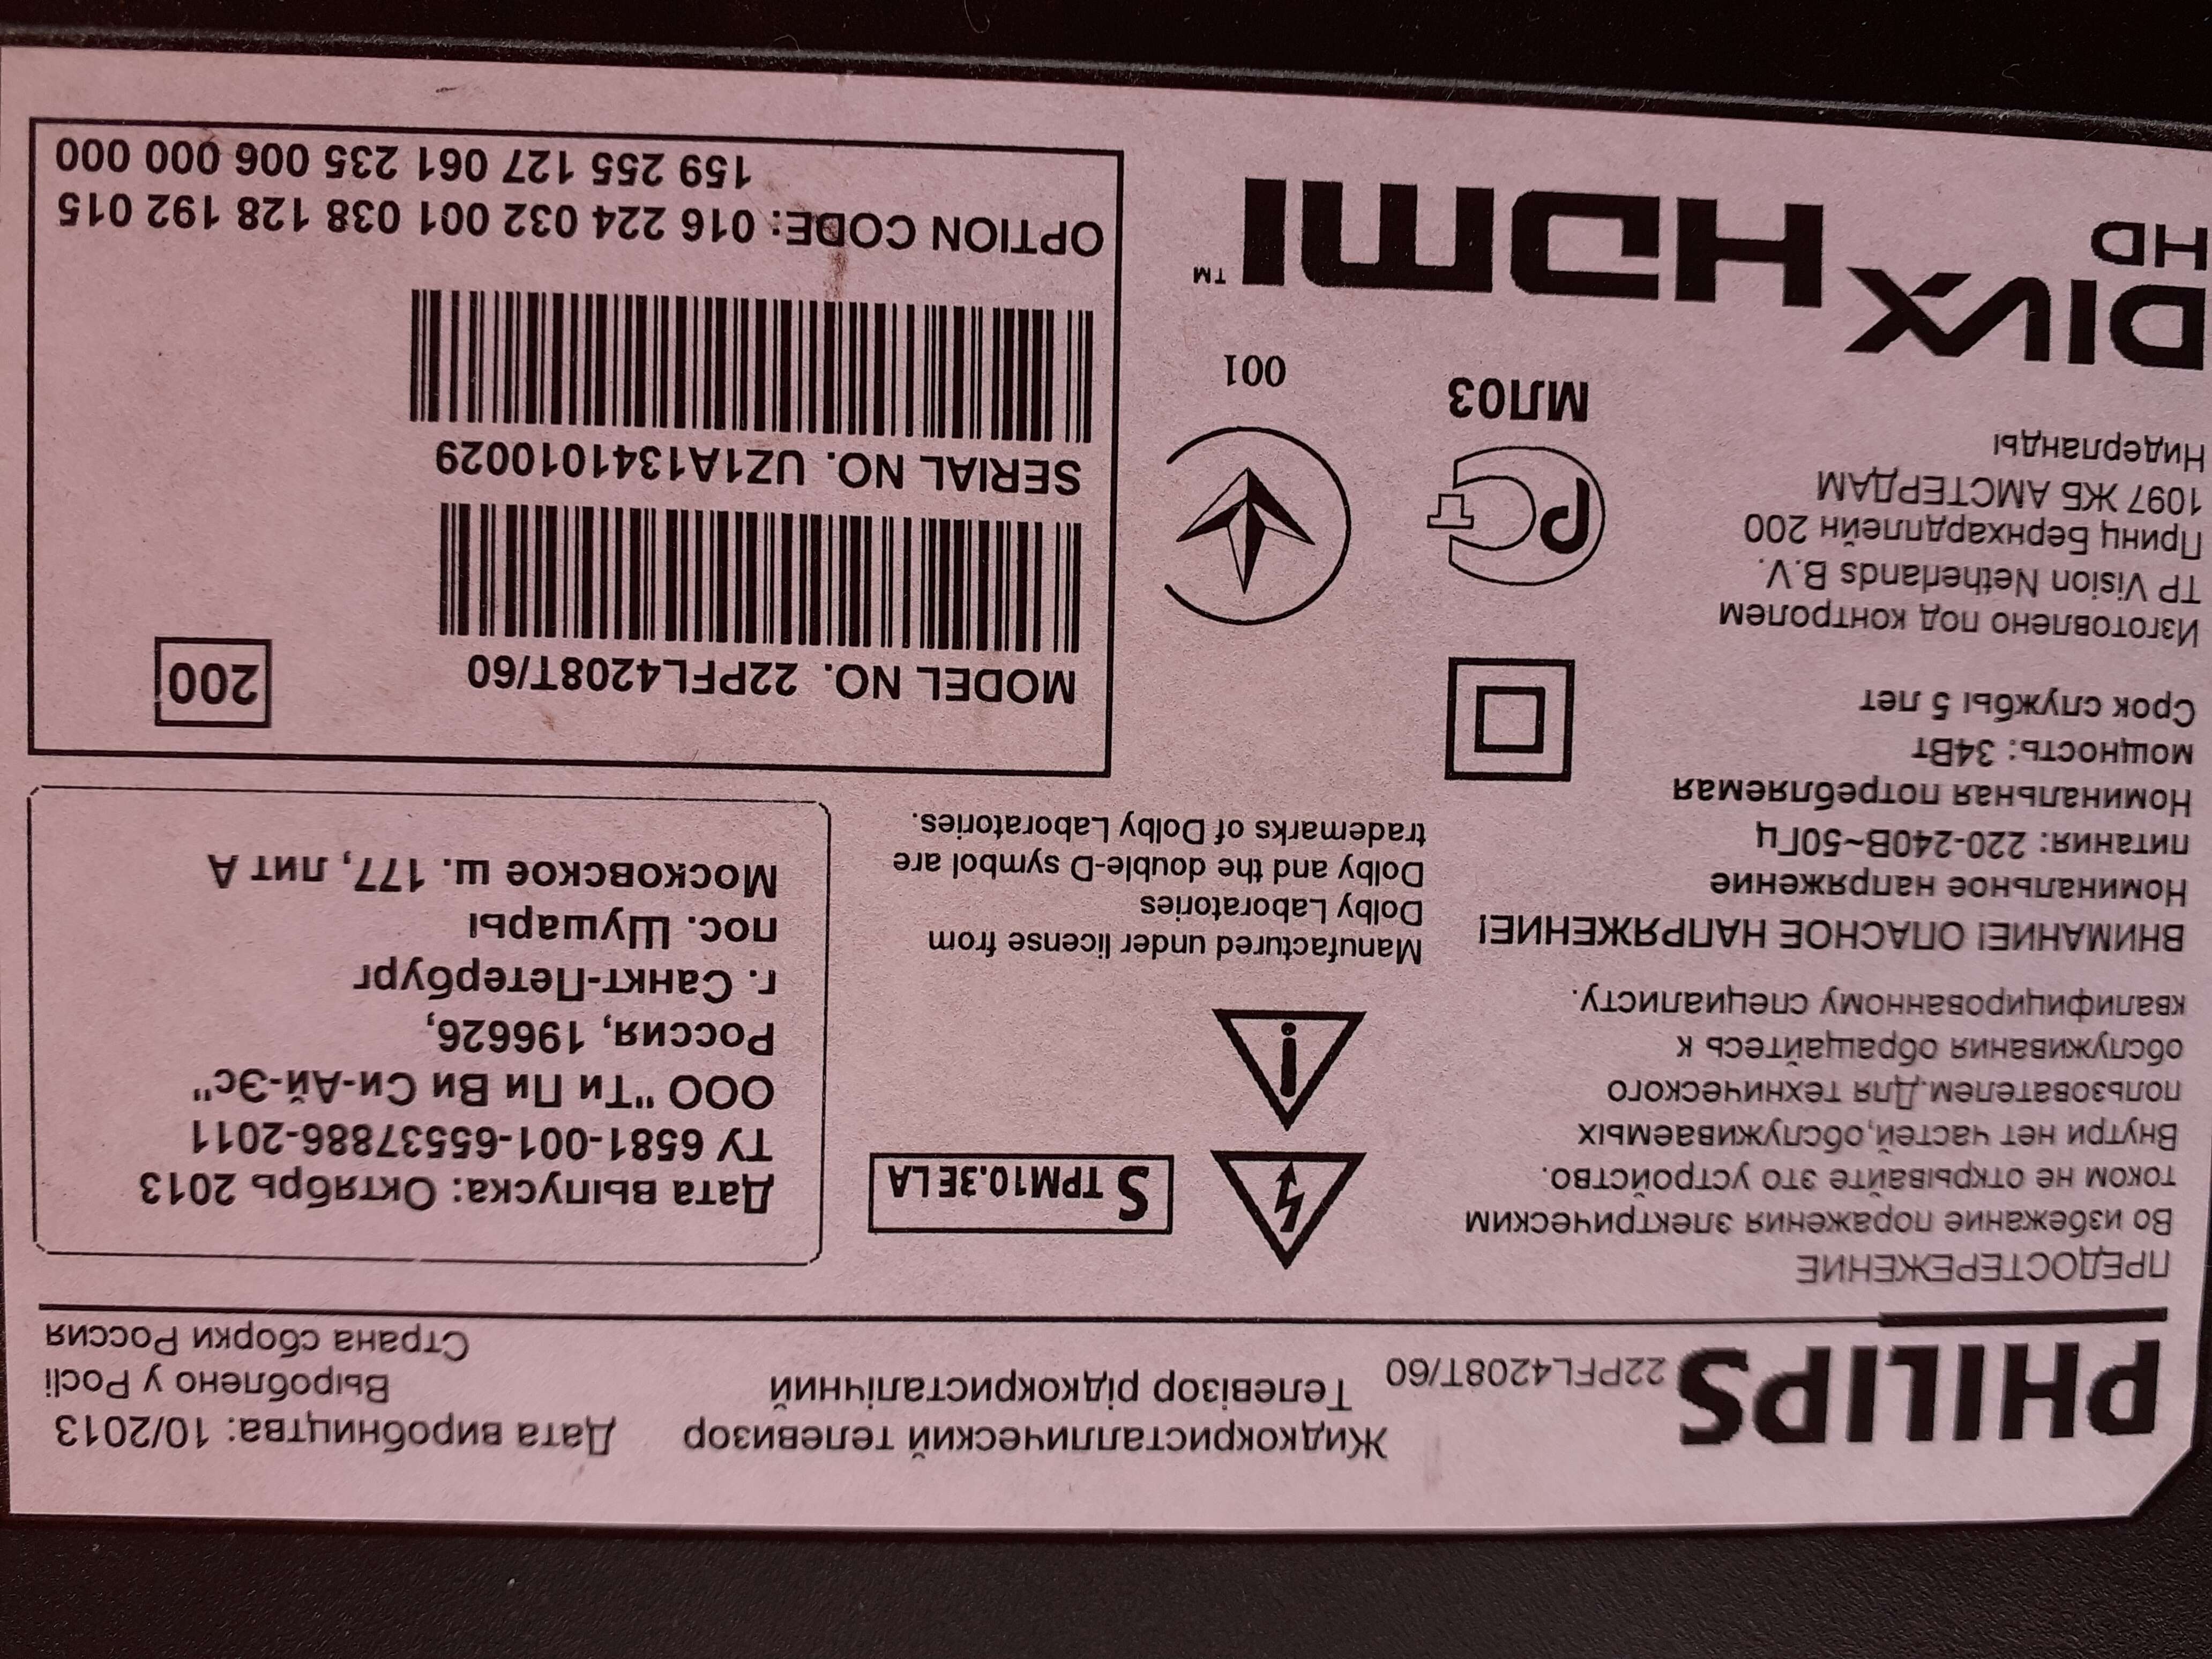 PHILIPS
22PFL4208T/60
Жидкокристаллический телевизор
Телевізор рідкокристалічний
Дата виробництва: 10/2013
Выроблено у Росіі
Страна сборки Россия
ПРЕДОСТЕРЕЖЕНИЕ
Во избежание поражения электрическим
током не открывайте это устройство.
Внутри нет частей,обслуживаемых
пользователем.Для технического
обслуживания обращайтесь к
квалифицированному специалисту.
ВНИМАНИЕ! ОПАСНОЕ НАПРЯЖЕНИЕ!
Номинальное напряжение
питания: 220-240В~50Гц
Номинальная потребляемая
мощность: 34Вт
Срок службы 5 лет
Изготовлено под контролем
TP Vision Netherlands B.V.
Принц Бернхардплейн 200
1097 ЖБ АМСТЕРДАМ
Нидерланды
DIVX
HD
HDMI
TM
S TPM10.3E LA
Manufactured under license from
Dolby Laboratories
Dolby and the double-D symbol are
trademarks of Dolby Laboratories.
РСТ
МЛ03
001
Дата выпуска: Октябрь 2013
ТУ 6581-001-65537886-2011
ООО "Ти Пи Ви Си-Ай-Эс"
Россия, 196626,
г. Санкт-Петербург
пос. Шушары
Московское ш. 177, лит А
MODEL NO. 22PFL4208T/60
200
SERIAL NO. UZ1A1341010029
OPTION CODE: 016 224 032 001 038 128 192 015
159 255 127 061 235 006 000 000